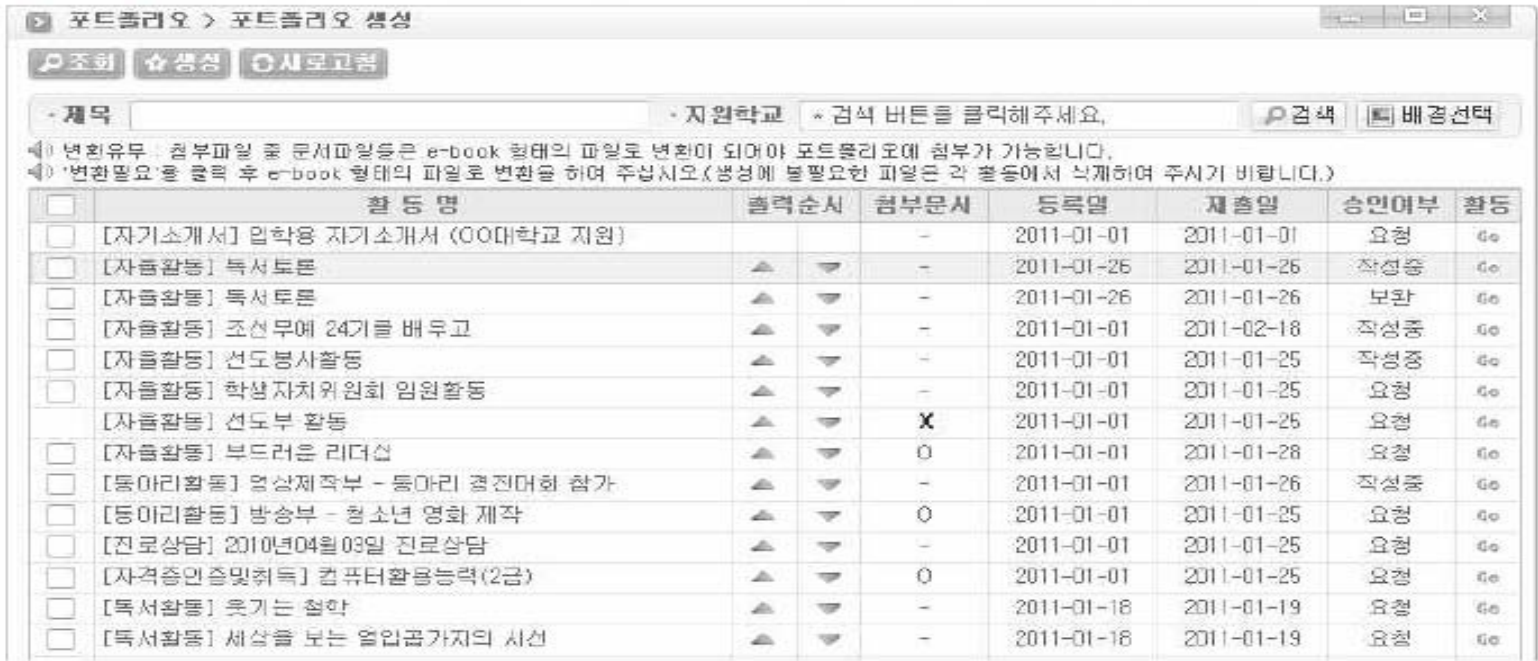 포트폴리오 > 포트폴리오 생성
조회 생성 새로고침
· 제목 · 지원학교 * 검색 버튼을 클릭해주세요. 검색 배경선택
변환유무 : 첨부파일 중 문서파일등은 e-book 형태의 파일로 변환이 되어야 포트폴리오에 첨부가 가능합니다.
'변환필요'을 클릭 후 e-book 형태의 파일로 변환을 하여 주십시오.(생성에 불필요한 파일은 각 활동에서 삭제하여 주시기 바랍니다.)
활 동 명 출력순서 첨부문서 등록일 제출일 승인여부 활동
[자기소개서] 입학용 자기소개서 (OO대학교 지원) - 2011-01-01 2011-01-01 요청 Go
[자율활동] 독서토론 - 2011-01-26 2011-01-26 작성중 Go
[자율활동] 독서토론 - 2011-01-26 2011-01-26 보완 Go
[자율활동] 조선무예 24기를 배우고 - 2011-01-01 2011-02-18 작성중 Go
[자율활동] 선도봉사활동 - 2011-01-01 2011-01-25 작성중 Go
[자율활동] 학생자치위원회 임원활동 - 2011-01-01 2011-01-25 요청 Go
[자율활동] 선도부 활동 X 2011-01-01 2011-01-25 요청 Go
[자율활동] 부드러운 리더십 O 2011-01-01 2011-01-28 요청 Go
[동아리활동] 영상제작부 - 동아리 경진대회 참가 - 2011-01-01 2011-01-26 작성중 Go
[동아리활동] 방송부 - 청소년 영화 제작 O 2011-01-01 2011-01-25 요청 Go
[진로상담] 2010년04월09일 진로상담 - 2011-01-01 2011-01-25 요청 Go
[자격증인증및취득] 컴퓨터활용능력(2급) O 2011-01-01 2011-01-25 요청 Go
[독서활동] 웃기는 철학 - 2011-01-18 2011-01-19 요청 Go
[독서활동] 세상을 보는 열입곱가지의 시선 - 2011-01-18 2011-01-19 요청 Go